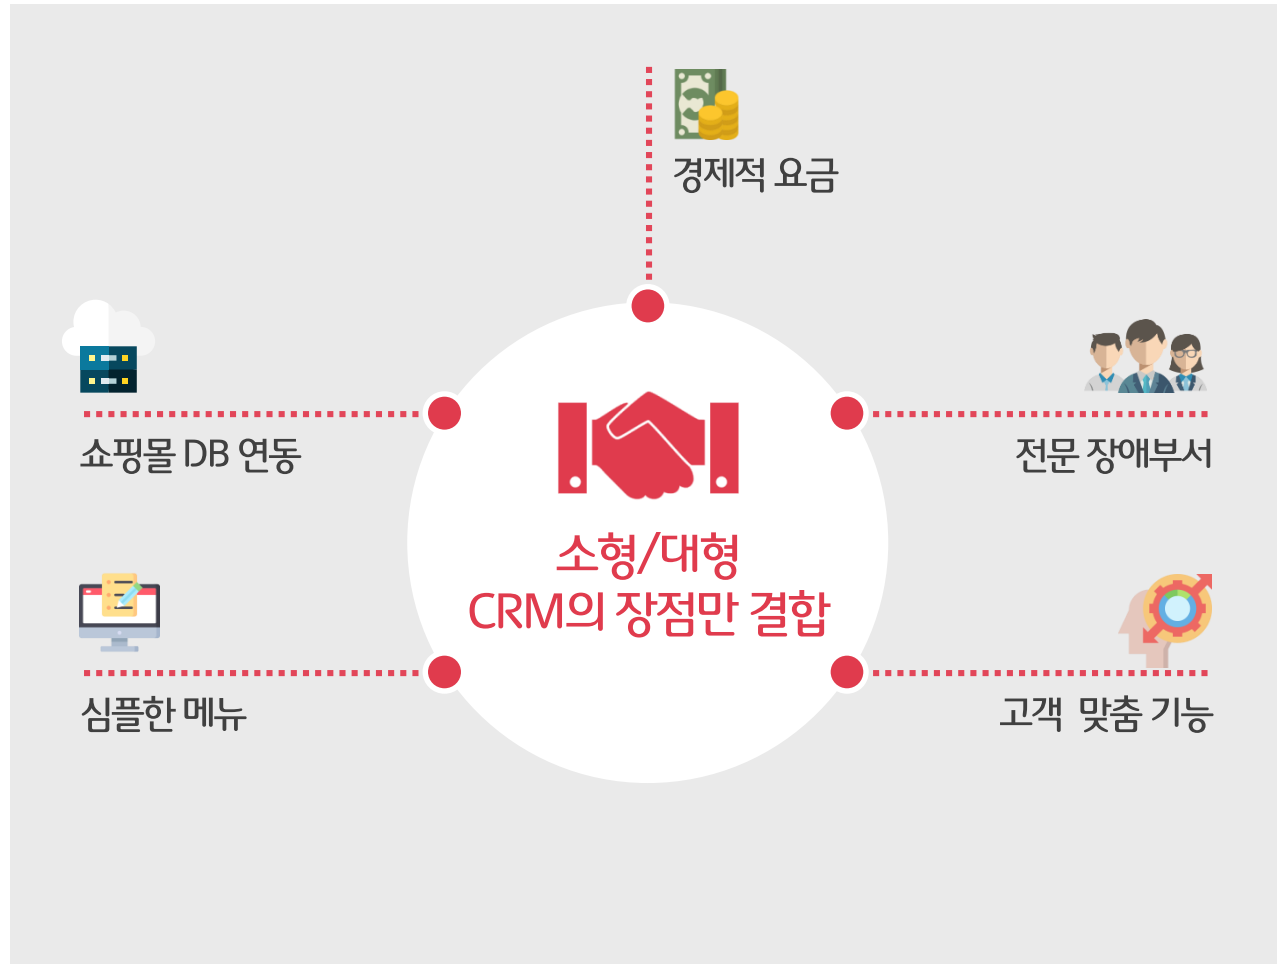 경제적 요금
쇼핑몰 DB 연동
전문 장애부서
소형/대형
CRM의 장점만 결합
심플한 메뉴
고객 맞춤 기능